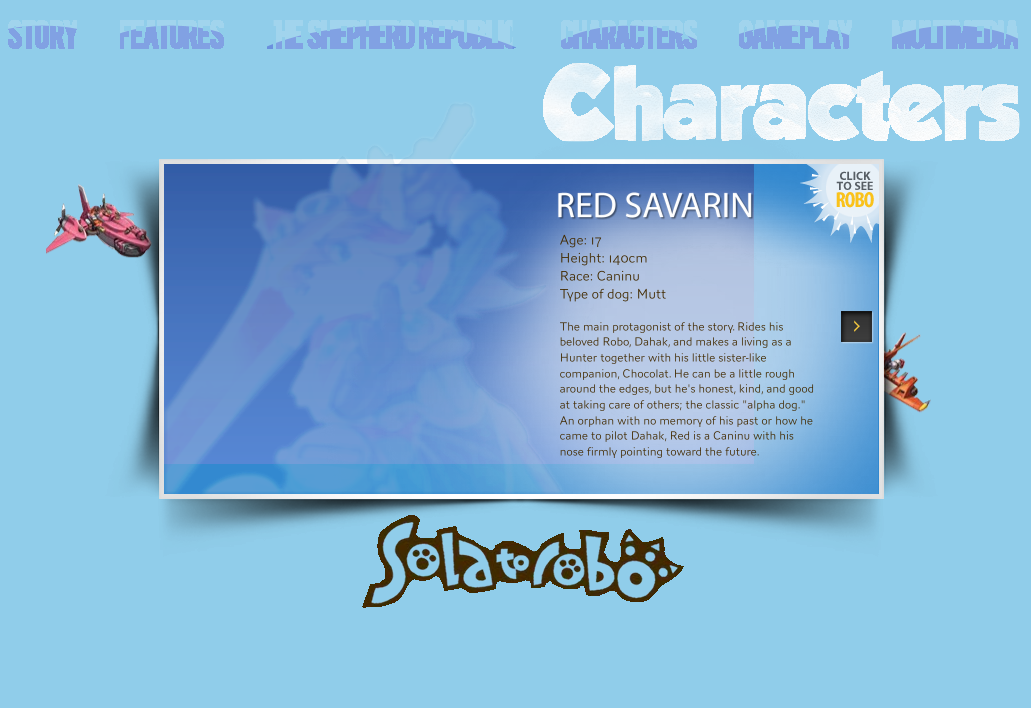 STORY
FEATURES
THE SHEPHERD REPUBLIC
CHARACTERS
GAMEPLAY
MULTIMEDIA
Characters
CLICK
TO SEE
ROBO
RED SAVARIN
Age: 17
Height: 140cm
Race: Caninu
Type of dog: Mutt
The main protagonist of the story. Rides his
beloved Robo, Dahak, and makes a living as a
Hunter together with his little sister-like
companion, Chocolat. He can be a little rough
around the edges, but he's honest, kind, and good
at taking care of others; the classic "alpha dog."
An orphan with no memory of his past or how he
came to pilot Dahak, Red is a Caninu with his
nose firmly pointing toward the future.
Solatorobo